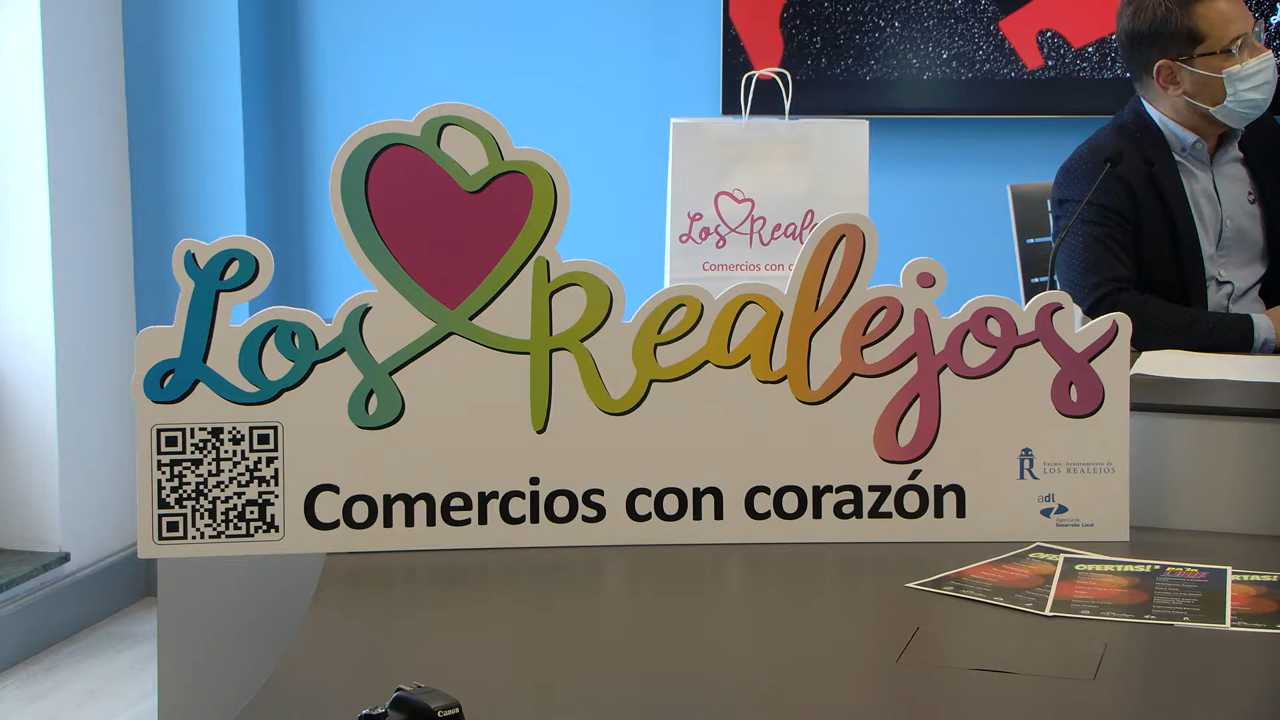 Los Realejos
Comercios con c
Los Realejos
Comercios con corazón
Excmo. Ayuntamiento de
LOS REALEJOS
adl
Agencia de
Desarrollo Local
OFERTAS!
OFERTAS!
Canon